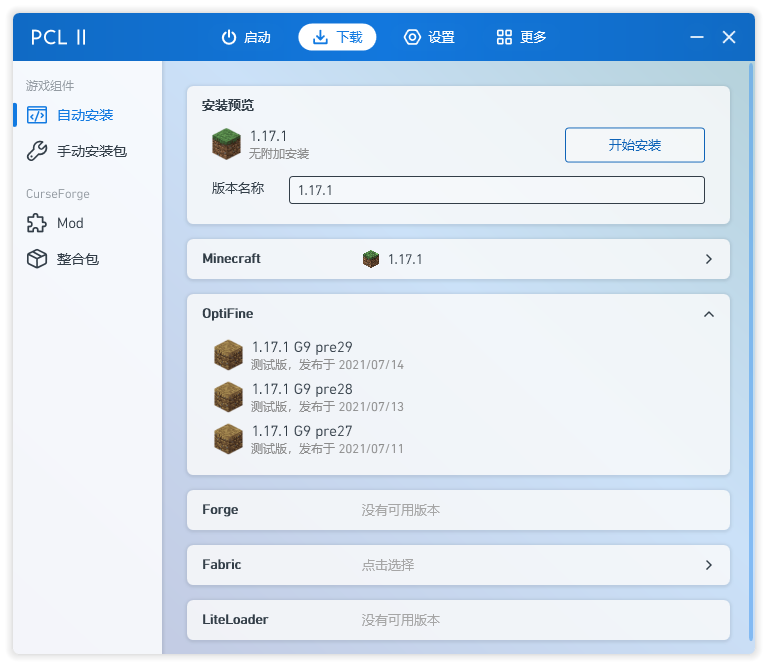 PCL II
启动
下载
设置
更多
游戏组件
自动安装
手动安装包
CurseForge
Mod
整合包
安装预览
1.17.1
无附加安装
开始安装
版本名称
1.17.1
Minecraft
1.17.1
OptiFine
1.17.1 G9 pre29
测试版，发布于 2021/07/14
1.17.1 G9 pre28
测试版，发布于 2021/07/13
1.17.1 G9 pre27
测试版，发布于 2021/07/11
Forge
没有可用版本
Fabric
点击选择
LiteLoader
没有可用版本